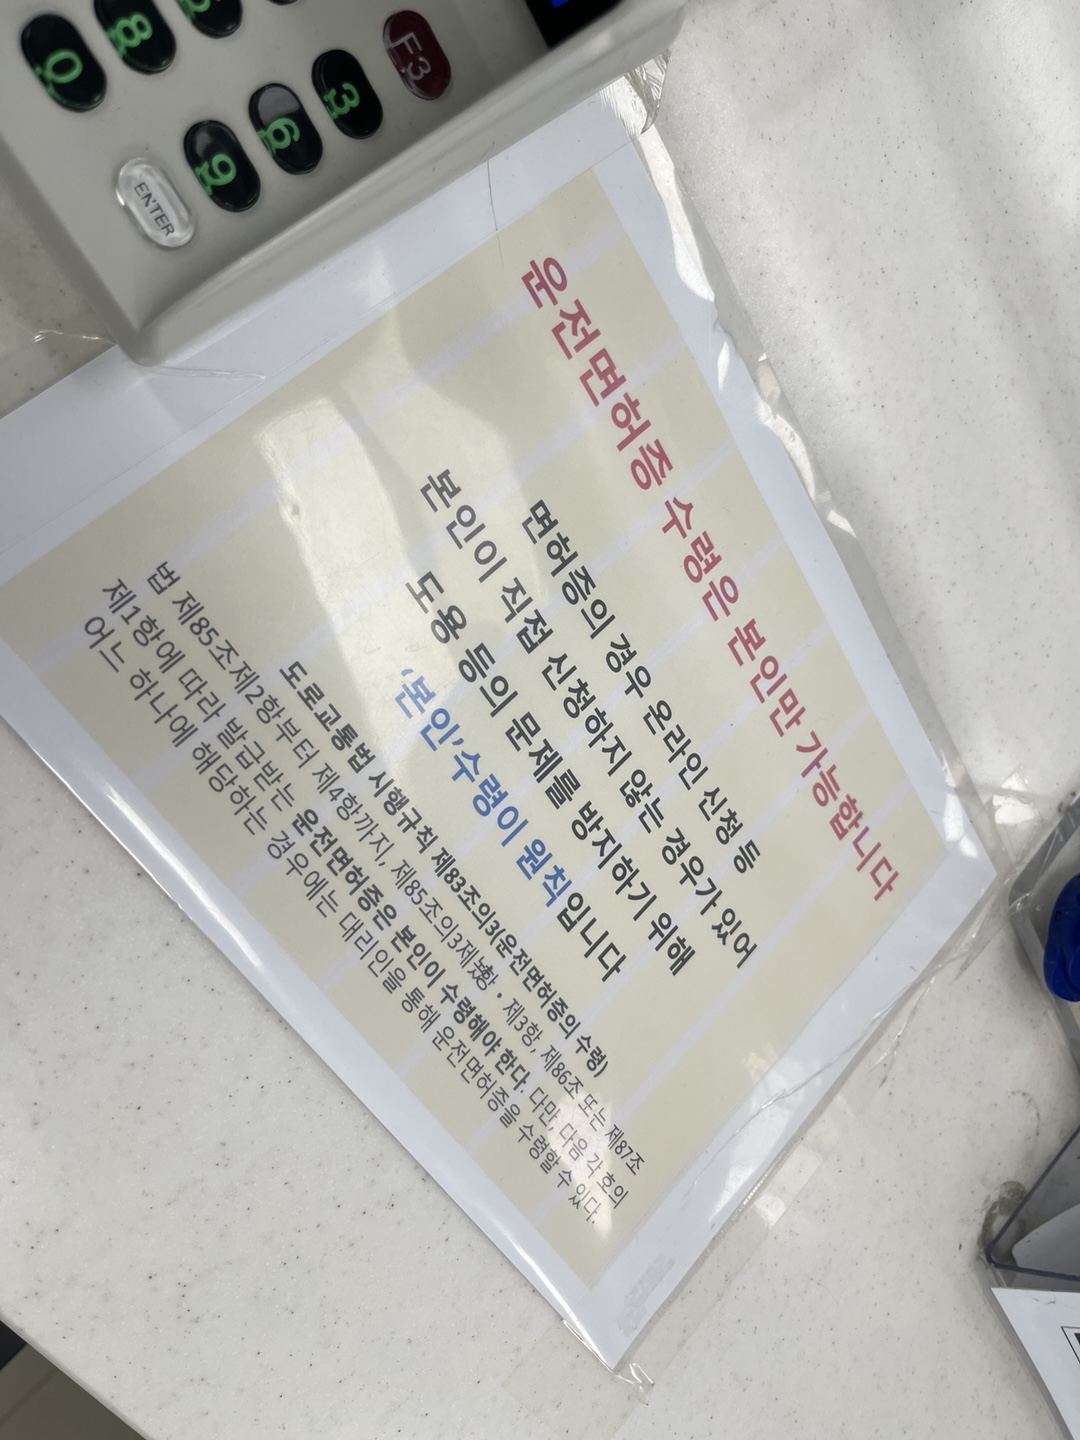 0
8
F3
3
6
9
ENTER
운전면허증 수령은 본인만 가능합니다
면허증의 경우 온라인 신청 등
본인이 직접 신청하지 않는 경우가 있어
도용 등의 문제를 방지하기 위해
'본인'수령이 원칙입니다
도로교통법 시행규칙 제83조의3(운전면허증의 수령)
법 제85조제2항부터 제4항까지, 제85조의3 · 제3항, 제86조 또는 제87조
제1항에 따라 발급받는 운전면허증은 본인이 수령해야 한다. 다만, 다음 각 호의
어느 하나에 해당하는 경우에는 대리인을 통해 운전면허증을 수령할 수 있다.